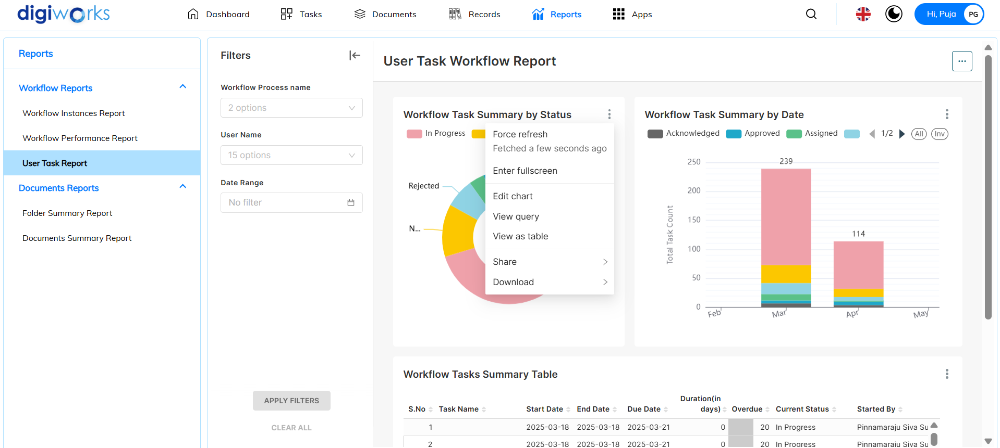 digiworks
Dashboard
Tasks
Documents
Records
Reports
Apps
Hi, Puja
PG
Reports
Workflow Reports
Workflow Instances Report
Workflow Performance Report
User Task Report
Documents Reports
Folder Summary Report
Documents Summary Report
Filters
Workflow Process name
2 options
User Name
15 options
Date Range
No filter
APPLY FILTERS
CLEAR ALL
User Task Workflow Report
...
Workflow Task Summary by Status
In Progress
Rejected
N...
Force refresh
Fetched a few seconds ago
Enter fullscreen
Edit chart
View query
View as table
Share
Download
Workflow Task Summary by Date
Acknowledged Approved Assigned 1/2 All Inv
Total Task Count
250
200
150
100
50
0
239
114
Feb
Mar
Apr
May
Workflow Tasks Summary Table
S.No Task Name Start Date End Date Due Date Duration(in days) Overdue Current Status Started By
1 2025-03-18 2025-03-18 2025-03-21 0 20 In Progress Pinnamaraju Siva Su
2 2025-03-18 2025-03-18 2025-03-21 0 20 In Progress Pinnamaraju Siva Su